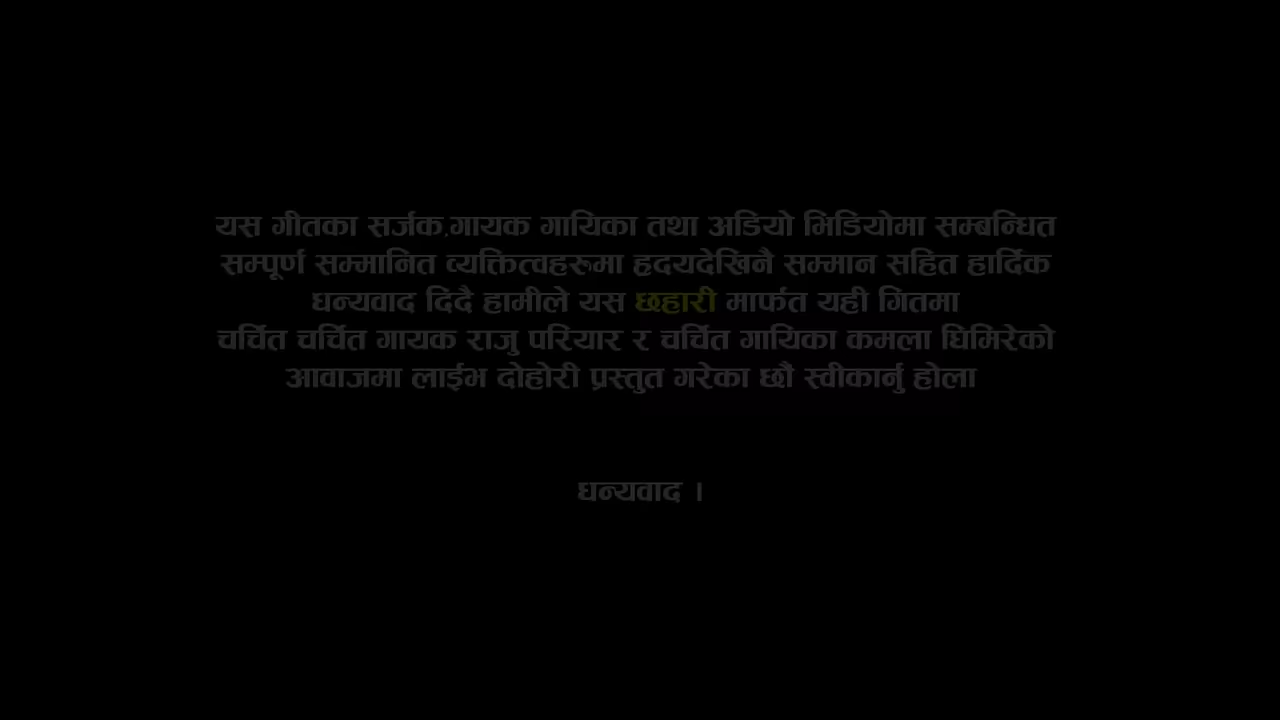 यस गीतका सर्जक,गायक गायिका तथा अडियो भिडियोमा सम्बन्धित
सम्पूर्ण सम्मानित व्यक्तित्वहरूमा हृदयदेखिनै सम्मान सहित हार्दिक
धन्यवाद दिदै हामीले यस छहारी मार्फत यही गितमा
चर्चित चर्चित गायक राजु परियार र चर्चित गायिका कमला घिमिरेको
आवाजमा लाईभ दोहोरी प्रस्तुत गरेका छौ स्वीकार्नु होला
धन्यवाद ।